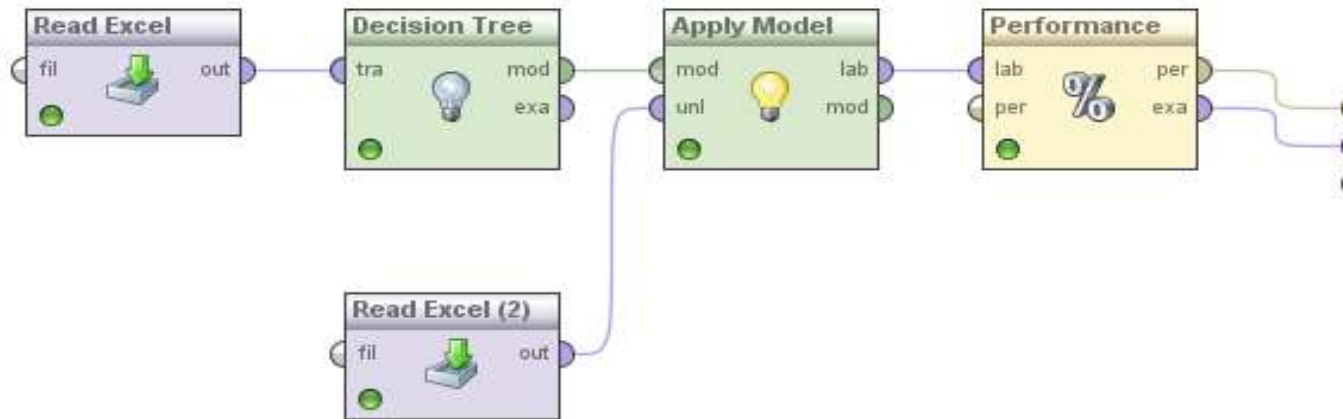 Read Excel
fil out
Decision Tree
tra mod
exa
Apply Model
mod lab
unl mod
Performance
lab per
per exa
%
Read Excel (2)
fil out